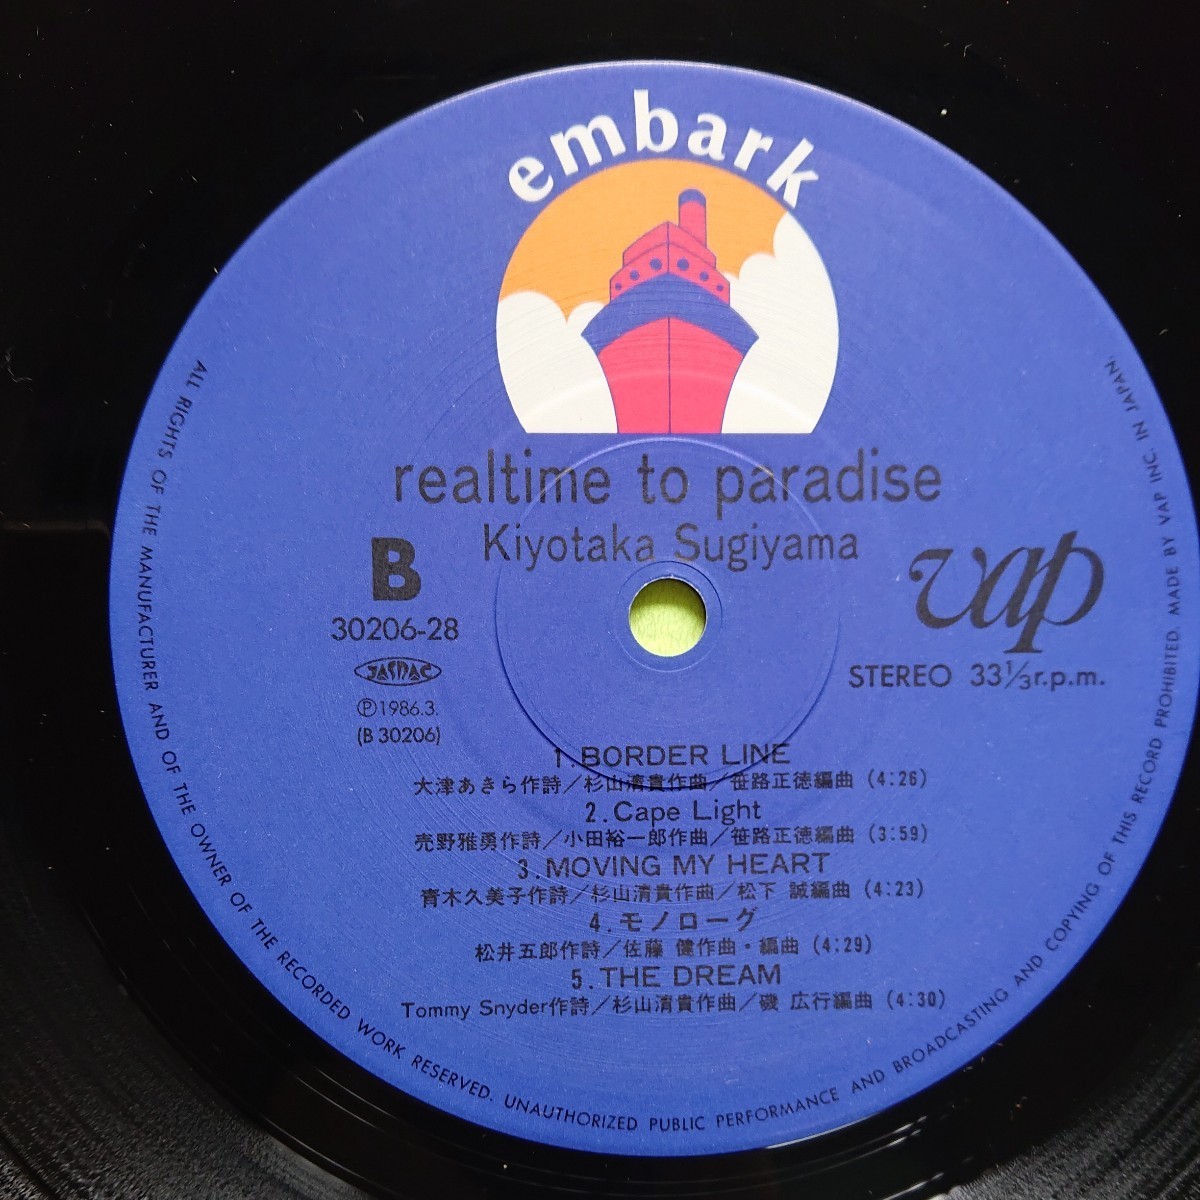 embark
realtime to paradise
Kiyotaka Sugiyama
B
30206-28
JASRAC
Ⓟ1986.3.
(B 30206)
vap
STEREO 33⅓r.p.m.
1. BORDER LINE
大津あきら作詩／杉山清貴作曲／笹路正徳編曲 (4:26)
2. Cape Light
売野雅勇作詩／小田裕一郎作曲／笹路正徳編曲 (3:59)
3. MOVING MY HEART
青木久美子作詩／杉山清貴作曲／松下 誠編曲 (4:23)
4. モノローグ
松井五郎作詩／佐藤 健作曲・編曲 (4:29)
5. THE DREAM
Tommy Snyder作詩／杉山清貴作曲／磯 広行編曲 (4:30)
ALL RIGHTS OF THE MANUFACTURER AND OF THE OWNER OF THE RECORDED WORK RESERVED. UNAUTHORIZED PUBLIC PERFORMANCE AND BROADCASTING AND COPYING OF THIS RECORD PROHIBITED. MADE BY VAP INC. IN JAPAN.